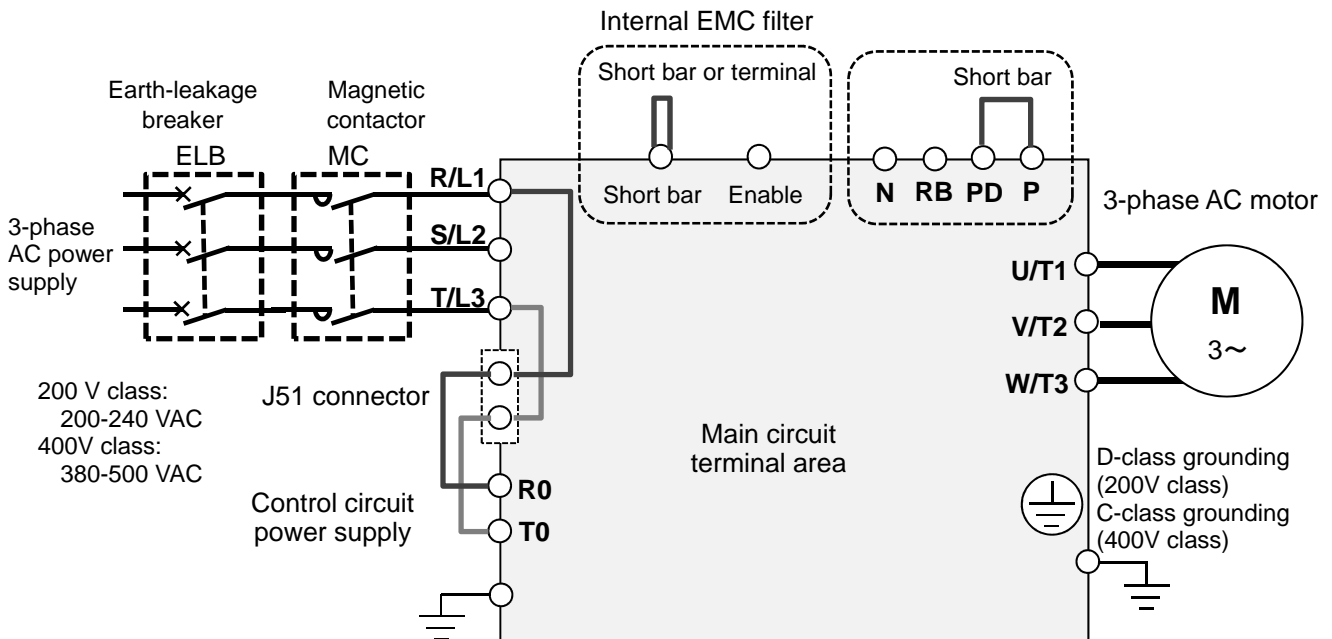 Internal EMC filter
Short bar or terminal
Short bar
Earth-leakage
breaker
Magnetic
contactor
ELB
MC
R/L1
Short bar
Enable
N
RB
PD
P
3-phase AC motor
3-phase
AC power
supply
S/L2
T/L3
U/T1
V/T2
W/T3
M
3~
200 V class:
200-240 VAC
400V class:
380-500 VAC
J51 connector
Main circuit
terminal area
Control circuit
power supply
R0
T0
D-class grounding
(200V class)
C-class grounding
(400V class)